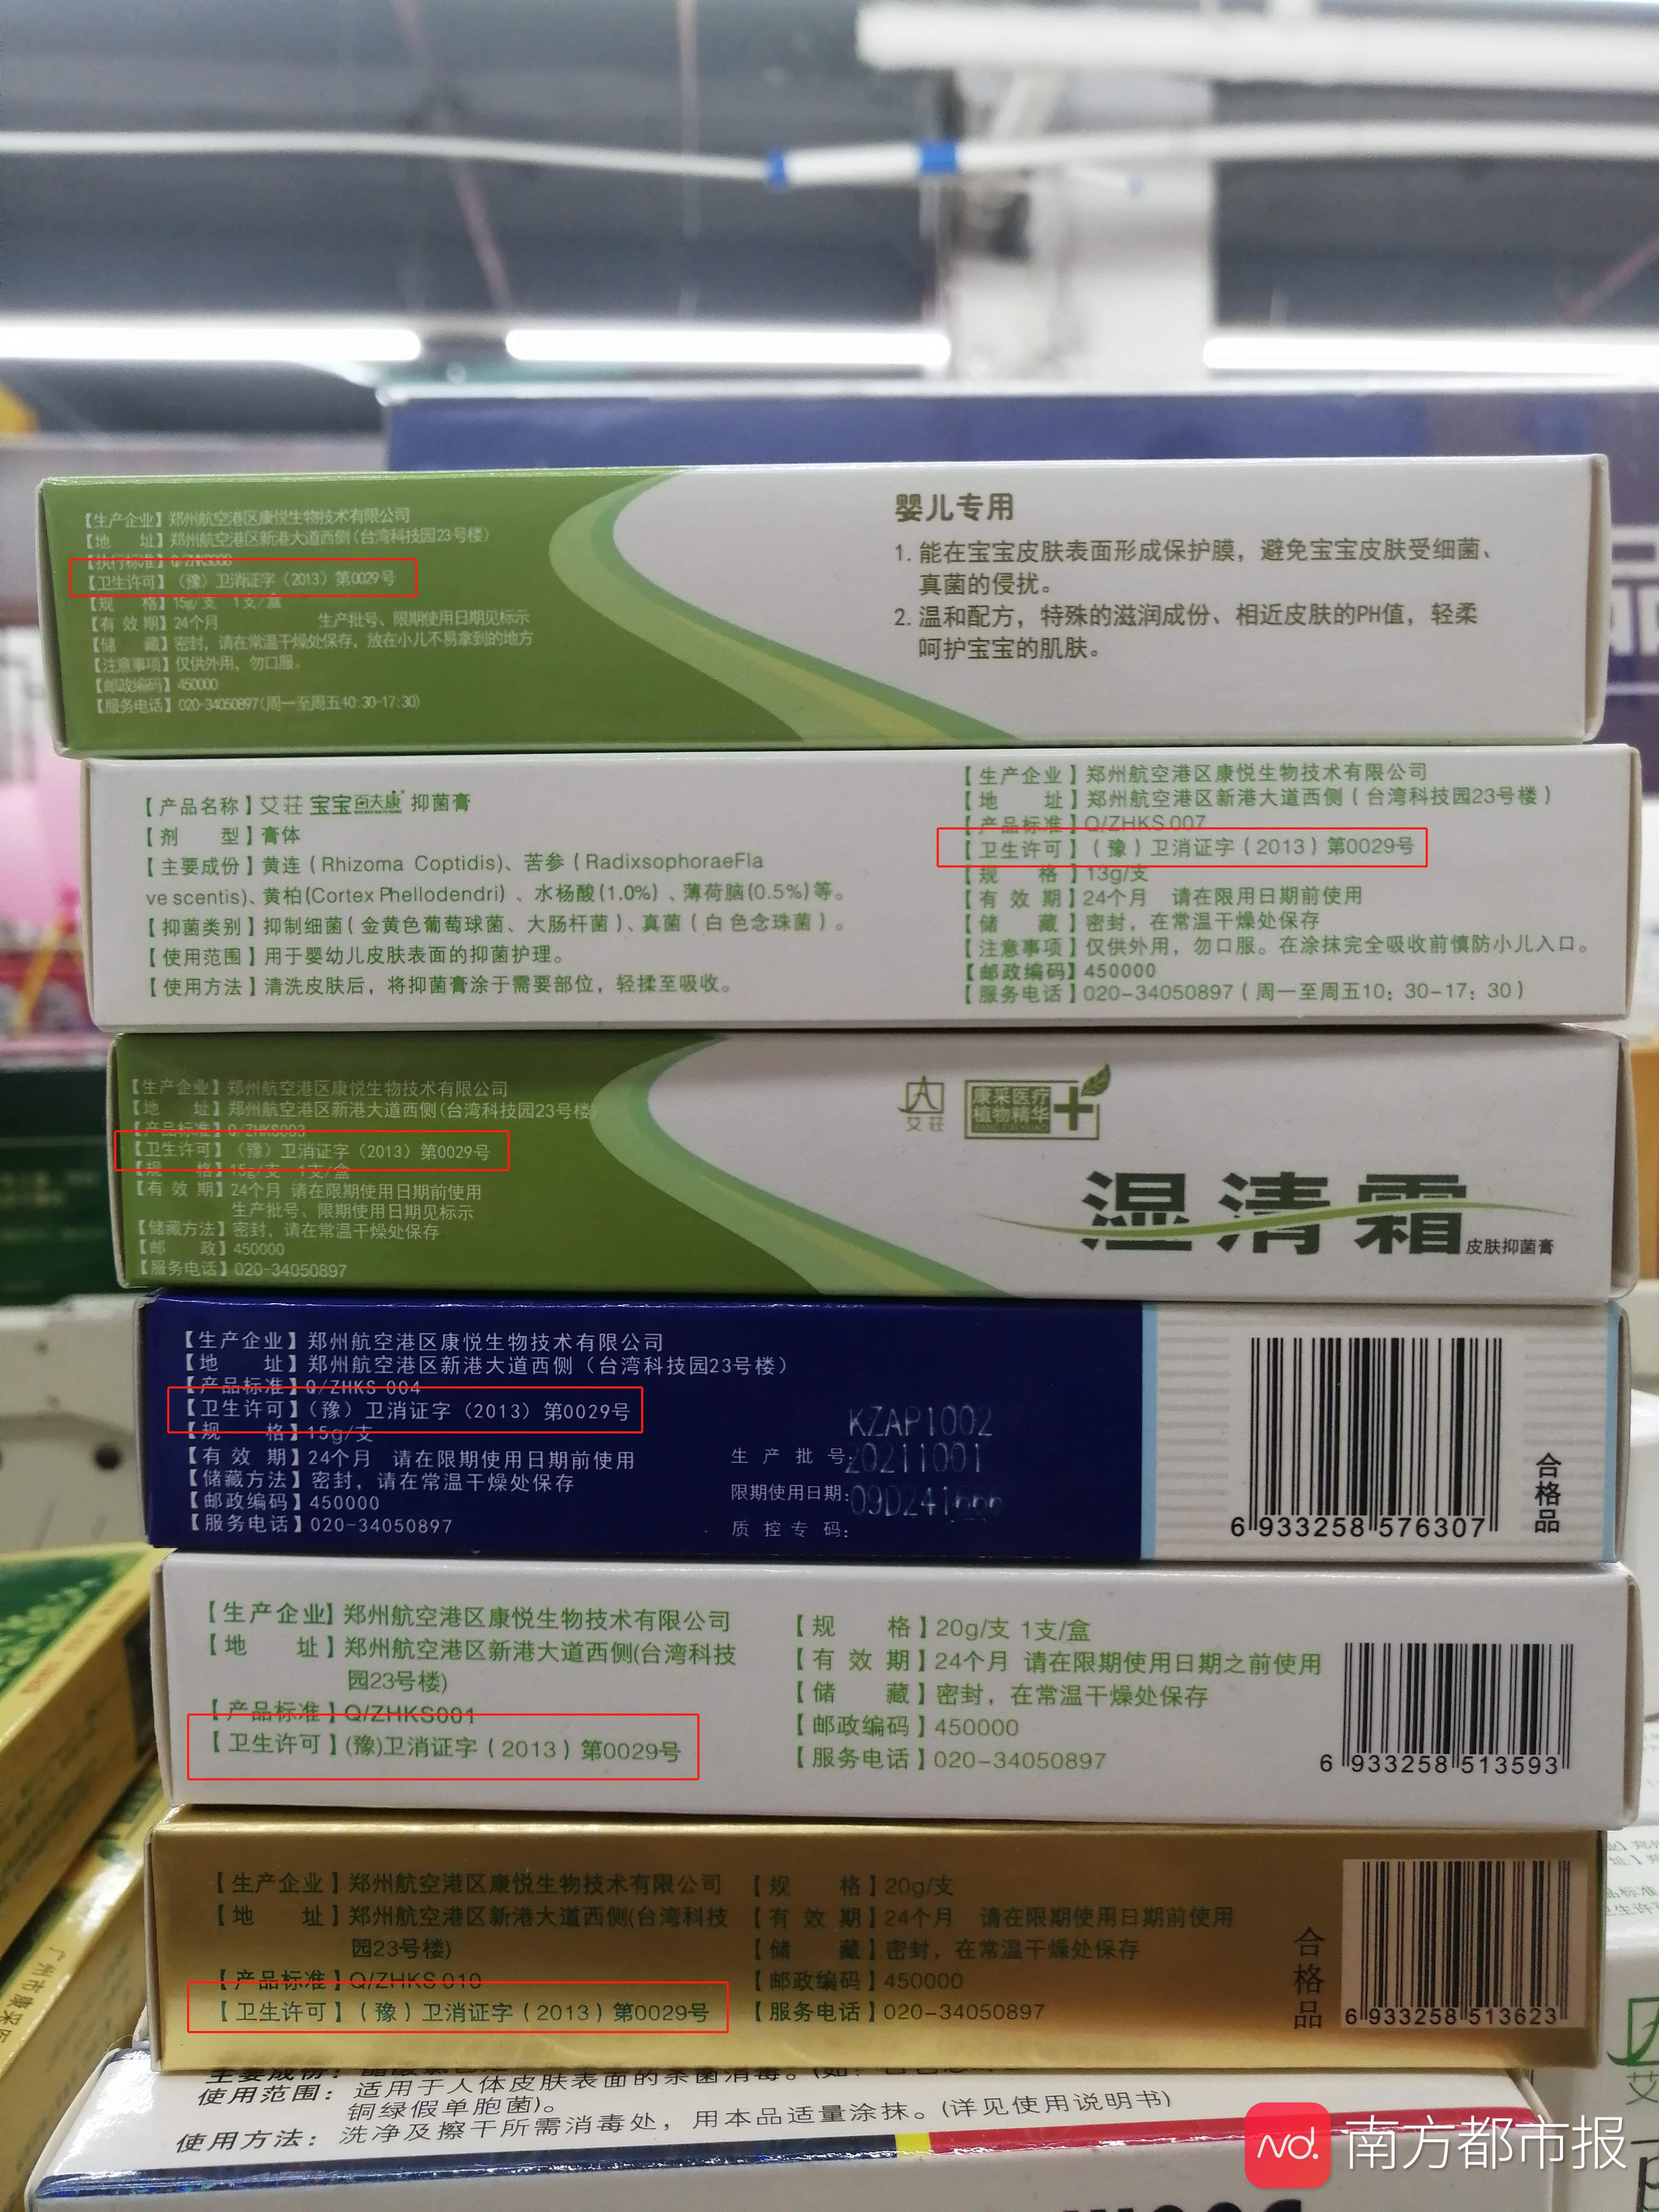 【生产企业】郑州航空港区康悦生物技术有限公司
【地 址】郑州航空港区新港大道西侧(台湾科技园23号楼)
【执行标准】Q/ZHKS008
【卫生许可】(豫)卫消证字(2013)第0029号
【规 格】15g/支 1支/盒
【有 效 期】24个月 生产批号、限期使用日期见标示
【储 藏】密封，请在常温干燥处保存，放在小儿不易拿到的地方
【注意事项】仅供外用，勿口服。
【邮政编码】450000
【服务电话】020-34050897(周一至周五10:30-17:30)
婴儿专用
1. 能在宝宝皮肤表面形成保护膜，避免宝宝皮肤受细菌、
真菌的侵扰。
2. 温和配方，特殊的滋润成份、相近皮肤的PH值，轻柔
呵护宝宝的肌肤。
【产品名称】艾荘 宝宝百夫康 抑菌膏
【剂 型】膏体
【主要成份】黄连(Rhizoma Coptidis)、苦参(RadixsophoraeFla
ve scentis)、黄柏(Cortex Phellodendri)、水杨酸(1.0%)、薄荷脑(0.5%)等。
【抑菌类别】抑制细菌(金黄色葡萄球菌、大肠杆菌)、真菌(白色念珠菌)。
【使用范围】用于婴幼儿皮肤表面的抑菌护理。
【使用方法】清洗皮肤后，将抑菌膏涂于需要部位，轻揉至吸收。
【生产企业】郑州航空港区康悦生物技术有限公司
【地 址】郑州航空港区新港大道西侧(台湾科技园23号楼)
【产品标准】Q/ZHKS 007
【卫生许可】(豫)卫消证字(2013)第0029号
【规 格】13g/支
【有 效 期】24个月 请在限用日期前使用
【储 藏】密封，在常温干燥处保存
【注意事项】仅供外用，勿口服。在涂抹完全吸收前慎防小儿入口。
【邮政编码】450000
【服务电话】020-34050897(周一至周五10：30-17：30)
【生产企业】郑州航空港区康悦生物技术有限公司
【地 址】郑州航空港区新港大道西侧(台湾科技园23号楼)
【产品标准】Q/ZHKS003
【卫生许可】(豫)卫消证字(2013)第0029号
【规 格】15g/支 1支/盒
【有 效 期】24个月 请在限期使用日期前使用
生产批号、限期使用日期见标示
【储藏方法】密封，请在常温干燥处保存
【邮 政】450000
【服务电话】020-34050897
艾荘
康采医疗
植物精华
湿清霜
皮肤抑菌膏
【生产企业】郑州航空港区康悦生物技术有限公司
【地 址】郑州航空港区新港大道西侧(台湾科技园23号楼)
【产品标准】Q/ZHKS 004
【卫生许可】(豫)卫消证字(2013)第0029号
【规 格】15g/支
【有 效 期】24个月 请在限期使用日期前使用
【储藏方法】密封，请在常温干燥处保存
【邮政编码】450000
【服务电话】020-34050897
KZAP1002
生 产 批 号：20211001
限期使用日期：
质 控 专 码：
6 933258 576307
合格品
【生产企业】郑州航空港区康悦生物技术有限公司
【地 址】郑州航空港区新港大道西侧(台湾科技
园23号楼)
【产品标准】Q/ZHKS001
【卫生许可】(豫)卫消证字(2013)第0029号
【规 格】20g/支 1支/盒
【有 效 期】24个月 请在限期使用日期之前使用
【储 藏】密封，在常温干燥处保存
【邮政编码】450000
【服务电话】020-34050897
6 933258 513593
【生产企业】郑州航空港区康悦生物技术有限公司
【地 址】郑州航空港区新港大道西侧(台湾科技
园23号楼)
【产品标准】Q/ZHKS 010
【卫生许可】(豫)卫消证字(2013)第0029号
【规 格】20g/支
【有 效 期】24个月 请在限期使用日期前使用
【储 藏】密封，在常温干燥处保存
【邮政编码】450000
【服务电话】020-34050897
合格品
6 933258 513623
使用范围：适用于人体皮肤表面的杀菌消毒。
铜绿假单胞菌)。
使用方法：洗净及擦干所需消毒处，用本品适量涂抹。(详见使用说明书)
nd. 南方都市报